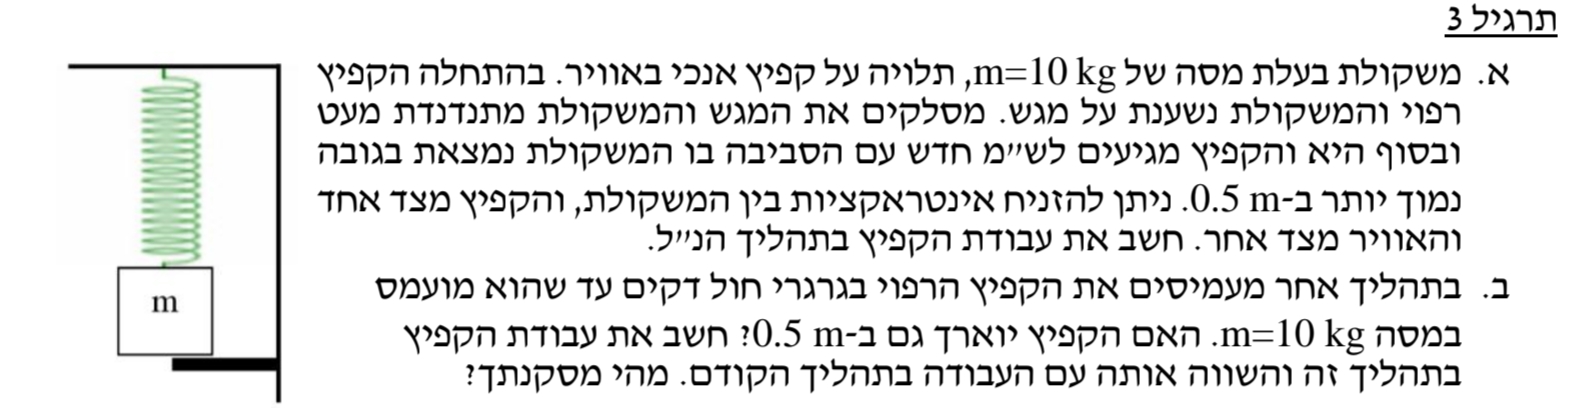 תרגיל 3
א. משקולת בעלת מסה של m=10 kg, תלויה על קפיץ אנכי באוויר. בהתחלה הקפיץ
רפוי והמשקולת נשענת על מגש. מסלקים את המגש והמשקולת מתנדנדת מעט
ובסוף היא והקפיץ מגיעים לש״מ חדש עם הסביבה בו המשקולת נמצאת בגובה
נמוך יותר ב-0.5 m. ניתן להזניח אינטראקציות בין המשקולת, והקפיץ מצד אחד
והאוויר מצד אחר. חשב את עבודת הקפיץ בתהליך הנ״ל.
ב. בתהליך אחר מעמיסים את הקפיץ הרפוי בגרגרי חול דקים עד שהוא מועמס
במסה m=10 kg. האם הקפיץ יוארך גם ב-0.5 m? חשב את עבודת הקפיץ
בתהליך זה והשווה אותה עם העבודה בתהליך הקודם. מהי מסקנתך?
m